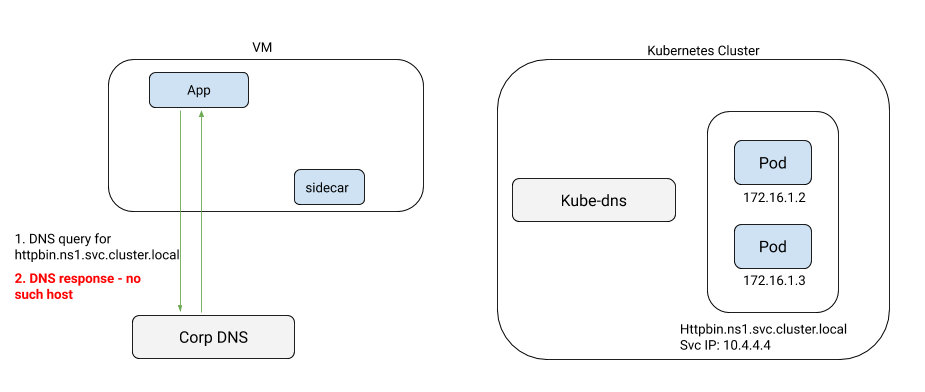 VM
App
sidecar
1. DNS query for
httpbin.ns1.svc.cluster.local
2. DNS response - no
such host
Corp DNS
Kubernetes Cluster
Kube-dns
Pod
172.16.1.2
Pod
172.16.1.3
Httpbin.ns1.svc.cluster.local
Svc IP: 10.4.4.4